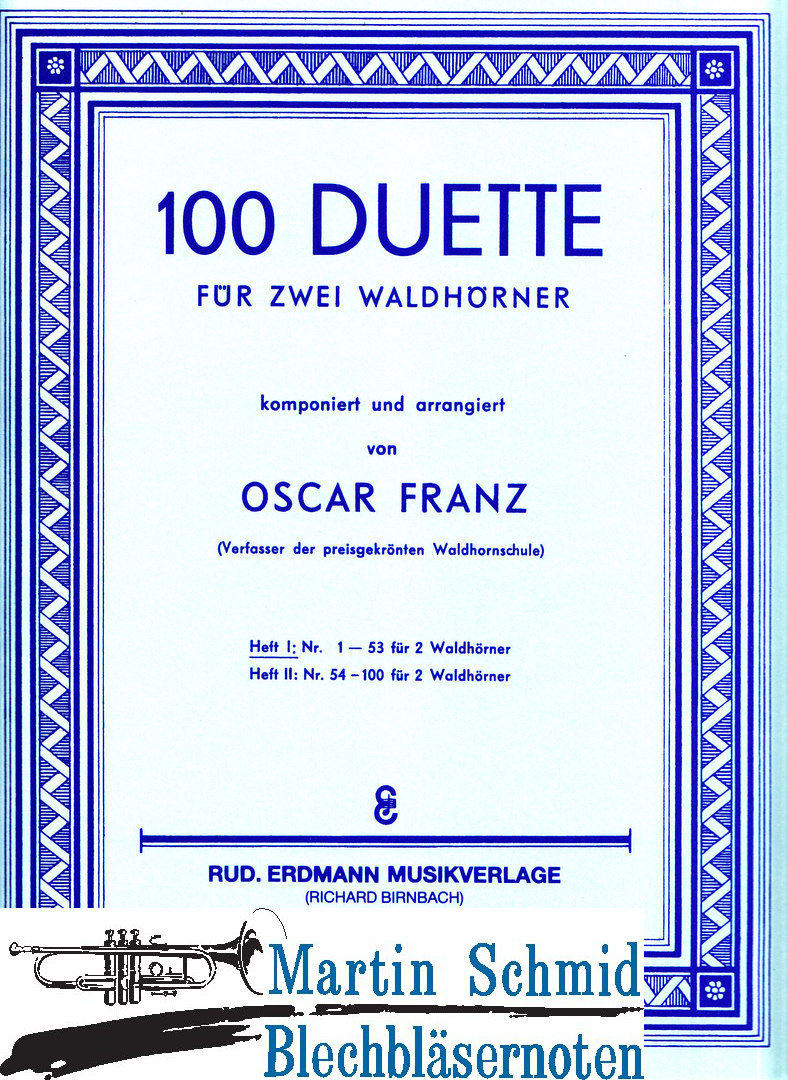 100 DUETTE
FÜR ZWEI WALDHÖRNER
komponiert und arrangiert
von
OSCAR FRANZ
(Verfasser der preisgekrönten Waldhornschule)
Heft I: Nr. 1 — 53 für 2 Waldhörner
Heft II: Nr. 54 – 100 für 2 Waldhörner
RUD. ERDMANN MUSIKVERLAGE
(RICHARD BIRNBACH)
Martin Schmid
Blechbläsernoten